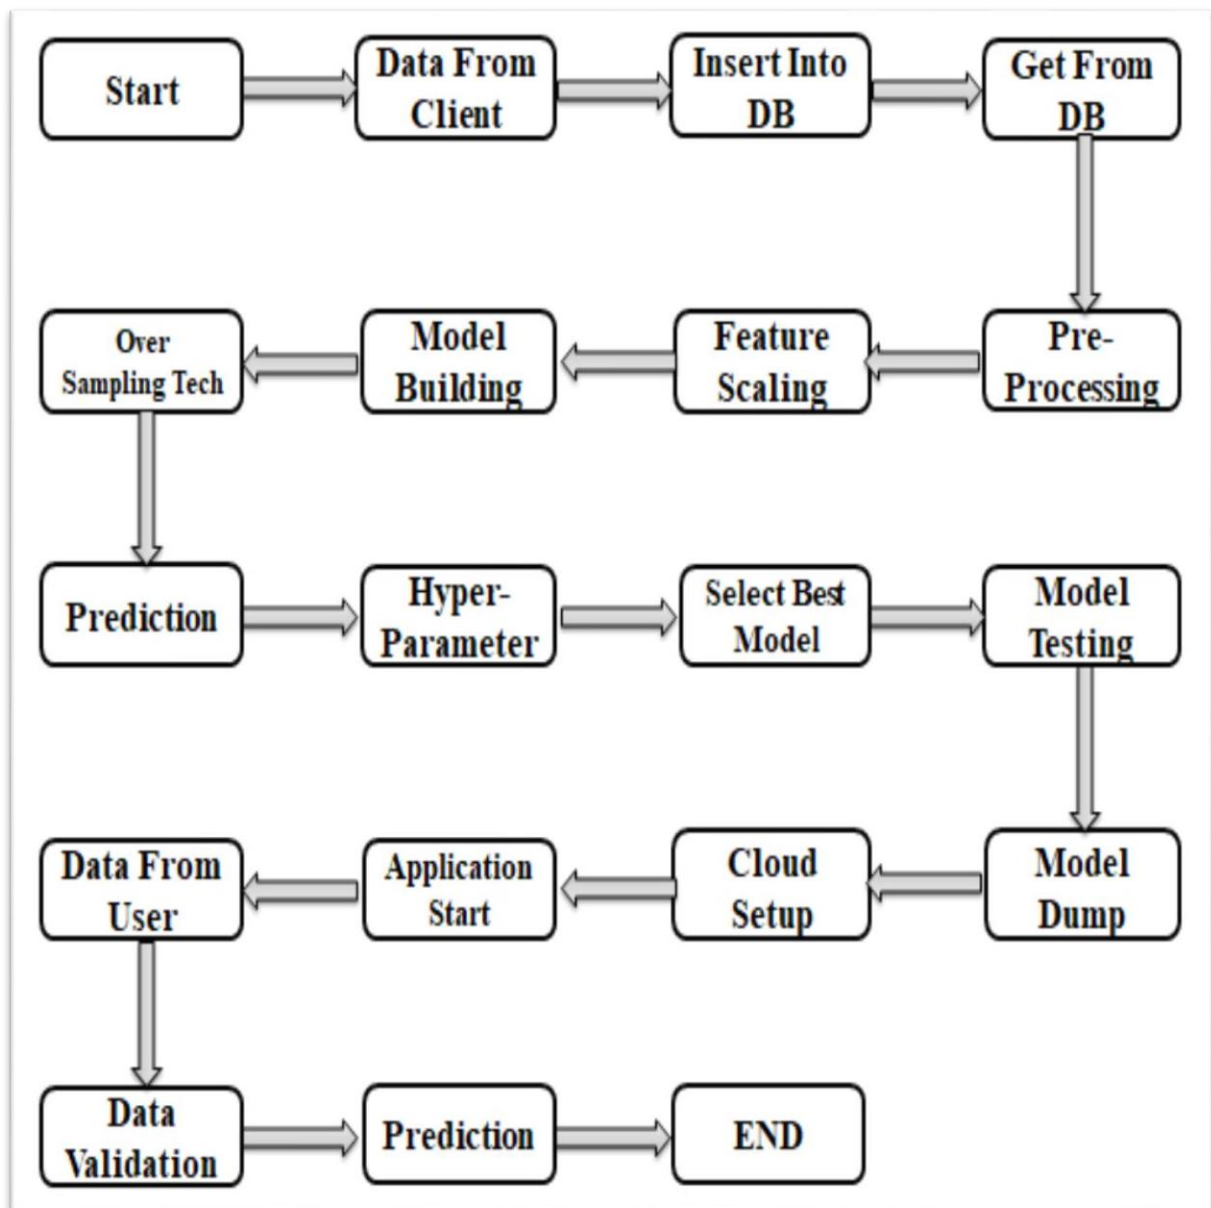 Start
Data From
Client
Insert Into
DB
Get From
DB
Pre-
Processing
Feature
Scaling
Model
Building
Over
Sampling Tech
Prediction
Hyper-
Parameter
Select Best
Model
Model
Testing
Model
Dump
Cloud
Setup
Application
Start
Data From
User
Data
Validation
Prediction
END